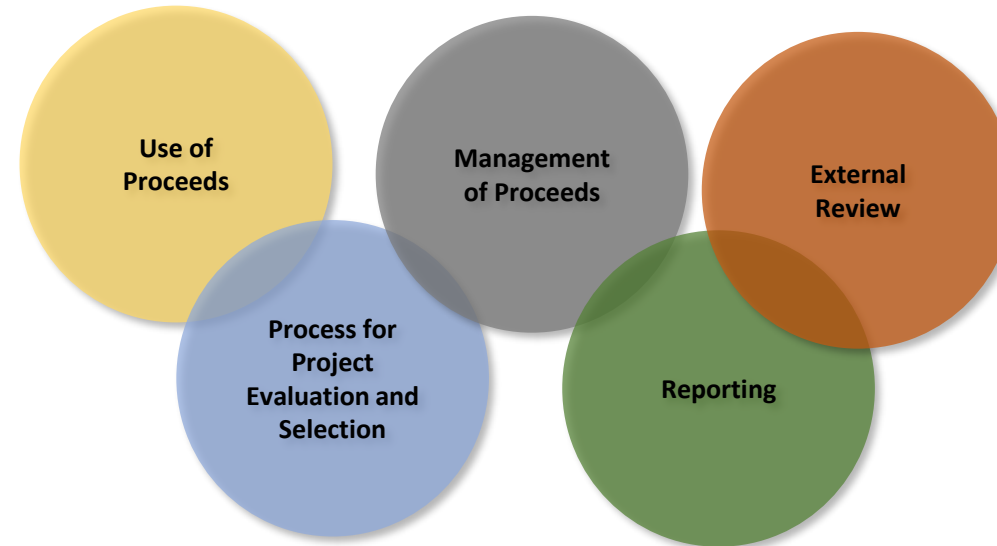 Use of
Proceeds
Process for
Project
Evaluation and
Selection
Management
of Proceeds
Reporting
External
Review